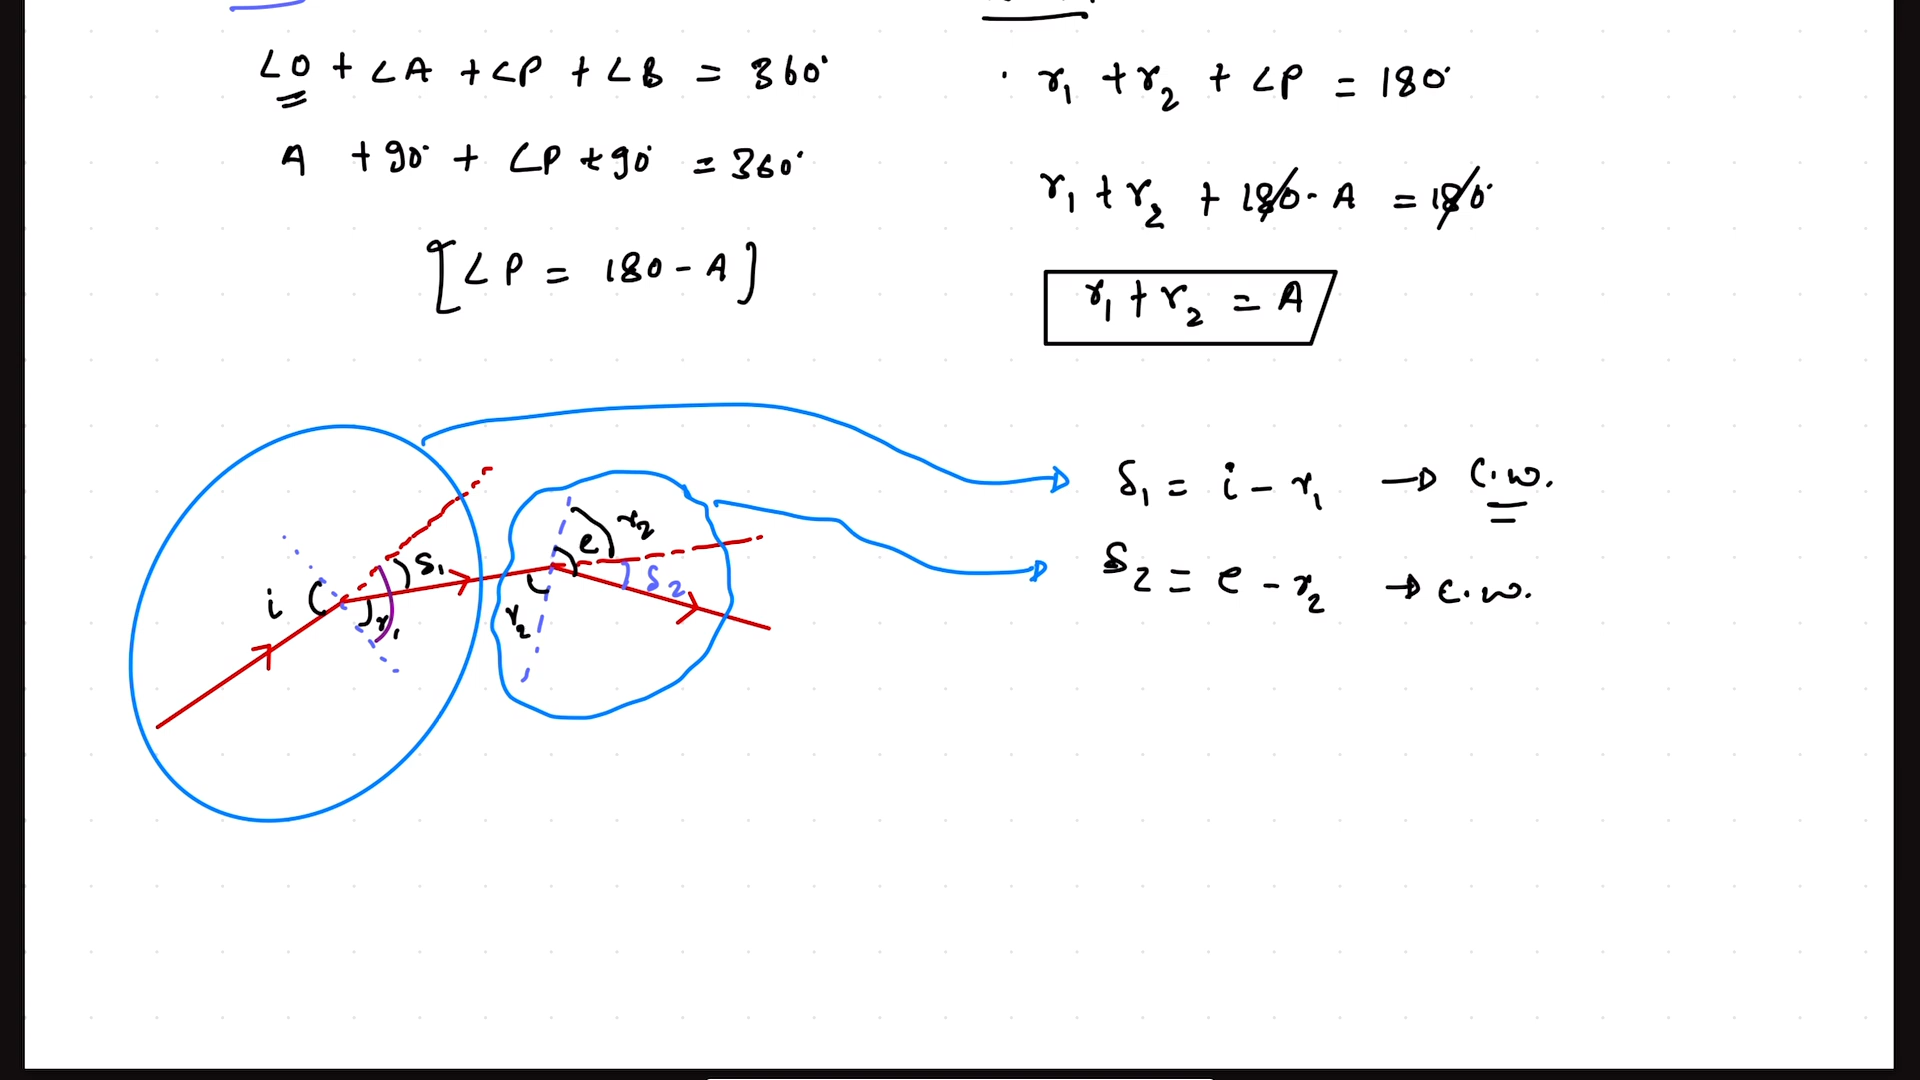 ∠O + ∠A + ∠P + ∠B = 360°
A + 90° + ∠P + 90° = 360°
[∠P = 180 - A]
r₁ + r₂ + ∠P = 180°
r₁ + r₂ + 180 - A = 180°
r₁ + r₂ = A
i
δ₁
r₁
r₂
e
r₂
δ₂
δ₁ = i - r₁ → C.W.
δ₂ = e - r₂ → C.W.